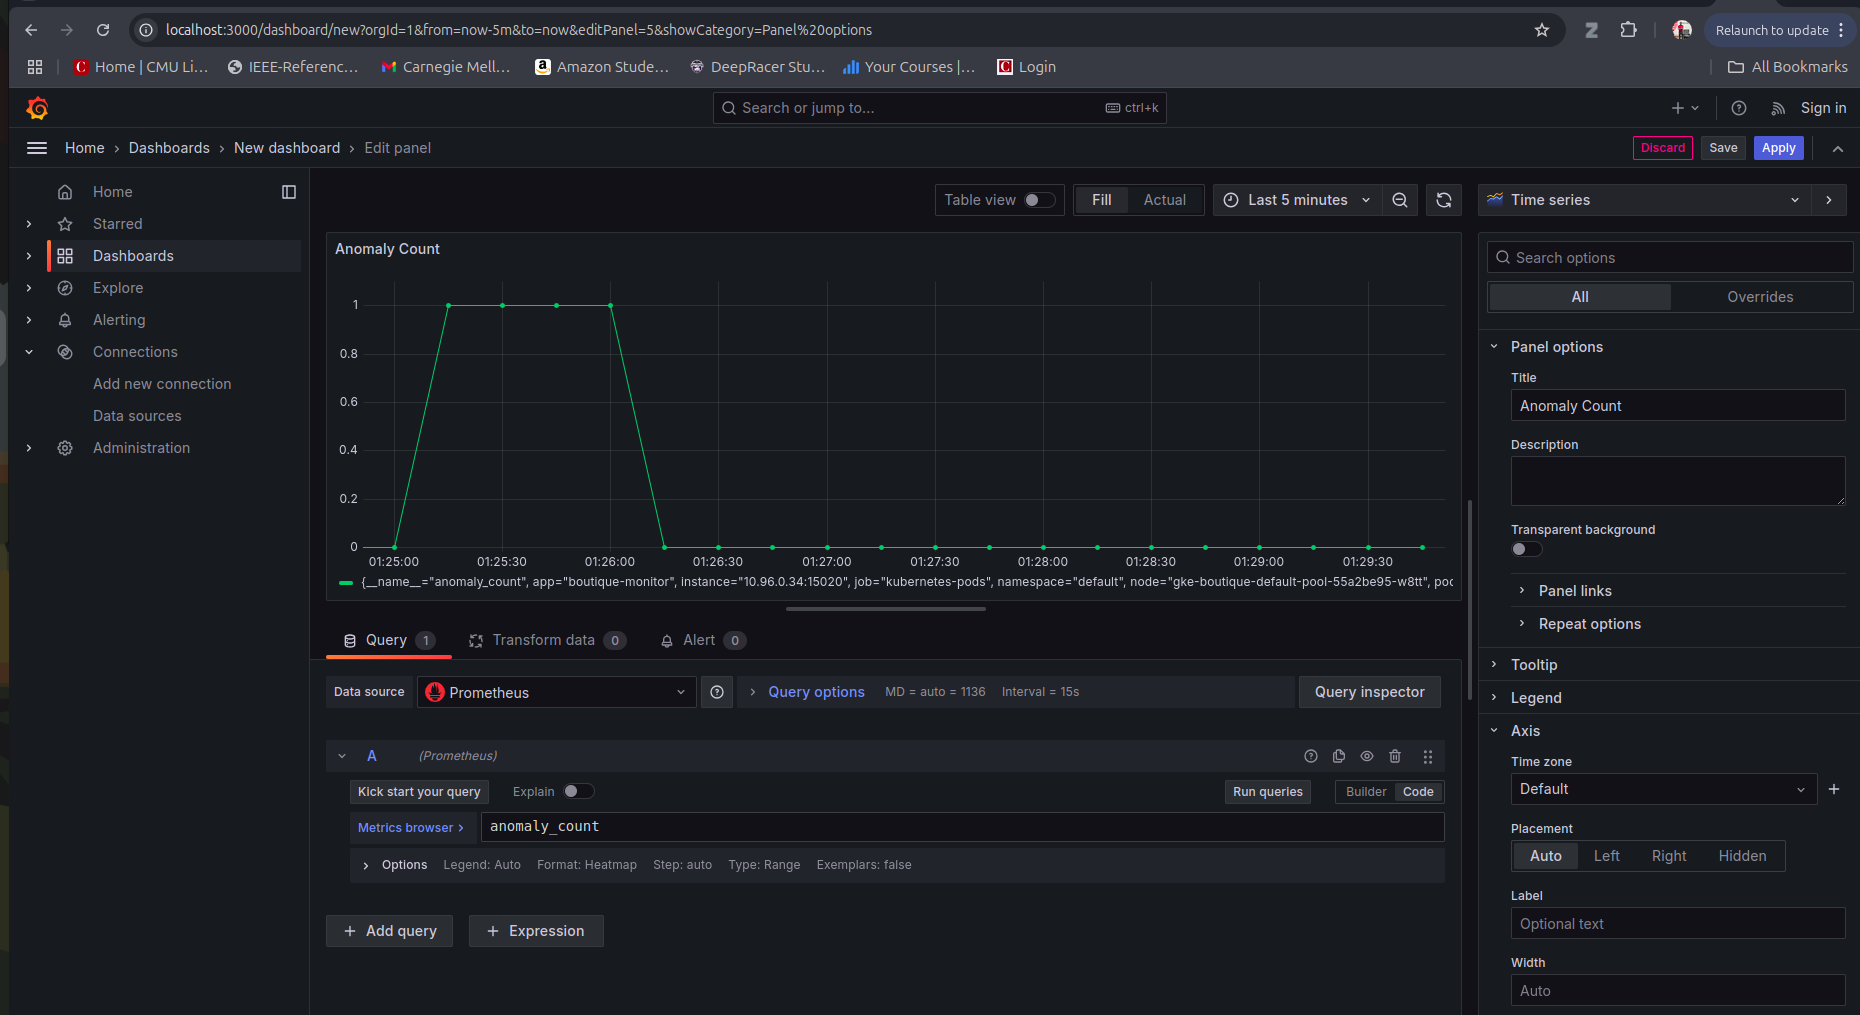 localhost:3000/dashboard/new?orgId=1&from=now-5m&to=now&editPanel=5&showCategory=Panel%20options
Relaunch to update
Home | CMU Li...
IEEE-Referenc...
Carnegie Mell...
Amazon Stude...
DeepRacer Stu...
Your Courses |...
Login
All Bookmarks
Search or jump to...
ctrl+k
Sign in
Home › Dashboards › New dashboard › Edit panel
Discard
Save
Apply
Home
Starred
Dashboards
Explore
Alerting
Connections
Add new connection
Data sources
Administration
Table view
Fill
Actual
Last 5 minutes
Time series
Anomaly Count
1
0.8
0.6
0.4
0.2
0
01:25:00
01:25:30
01:26:00
01:26:30
01:27:00
01:27:30
01:28:00
01:28:30
01:29:00
01:29:30
{__name__="anomaly_count", app="boutique-monitor", instance="10.96.0.34:15020", job="kubernetes-pods", namespace="default", node="gke-boutique-default-pool-55a2be95-w8tt", poc
Query 1
Transform data 0
Alert 0
Data source
Prometheus
Query options
MD = auto = 1136
Interval = 15s
Query inspector
A
(Prometheus)
Kick start your query
Explain
Run queries
Builder
Code
Metrics browser >
anomaly_count
Options
Legend: Auto
Format: Heatmap
Step: auto
Type: Range
Exemplars: false
+ Add query
+ Expression
Search options
All
Overrides
Panel options
Title
Anomaly Count
Description
Transparent background
Panel links
Repeat options
Tooltip
Legend
Axis
Time zone
Default
Placement
Auto
Left
Right
Hidden
Label
Optional text
Width
Auto